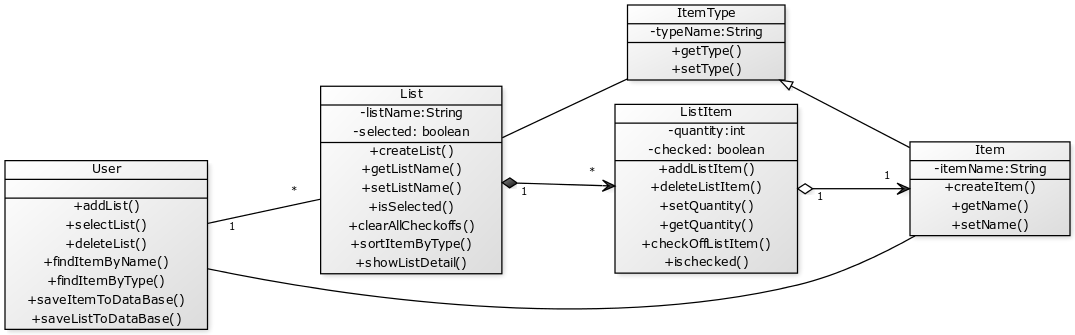 ItemType
-typeName:String
+getType()
+setType()
List
-listName:String
-selected: boolean
+createList()
+getListName()
+setListName()
+isSelected()
+clearAllCheckoffs()
+sortItemByType()
+showListDetail()
ListItem
-quantity:int
-checked: boolean
+addListItem()
+deleteListItem()
+setQuantity()
+getQuantity()
+checkOffListItem()
+ischecked()
Item
-itemName:String
+createItem()
+getName()
+setName()
User
+addList()
+selectList()
+deleteList()
+findItemByName()
+findItemByType()
+saveItemToDataBase()
+saveListToDataBase()
1
*
1
*
1
1